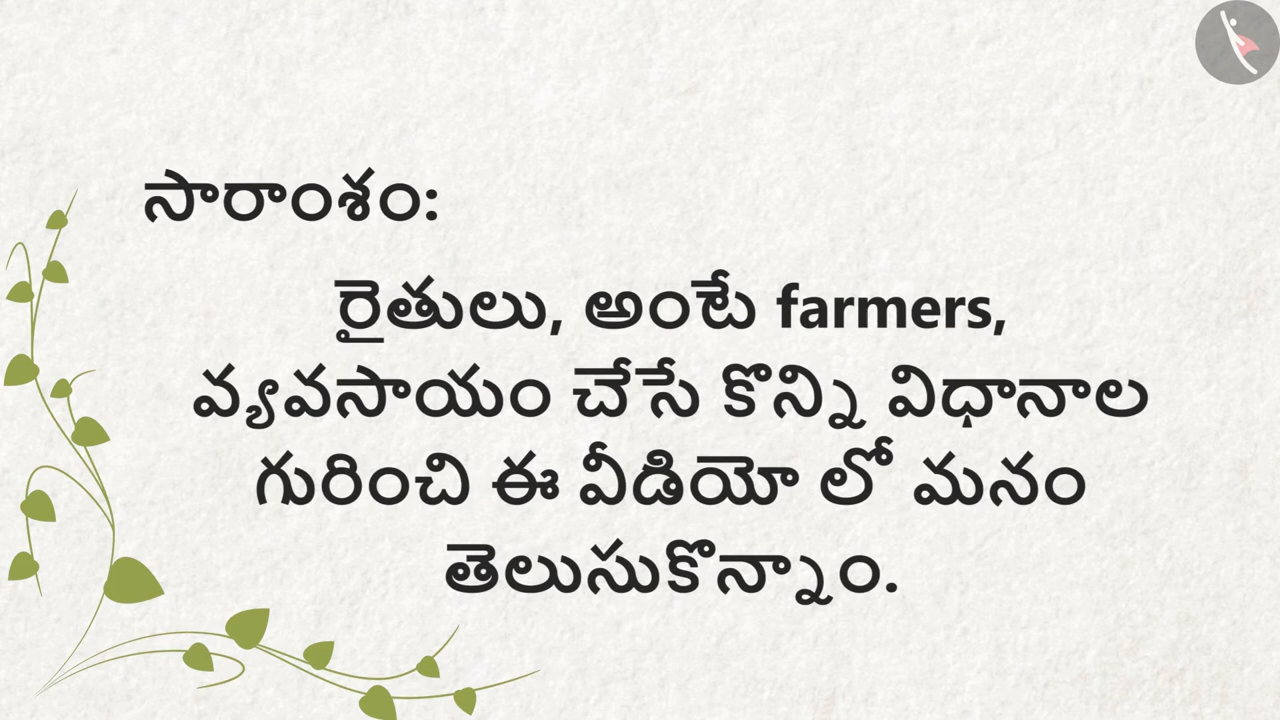 సారాంశం:
రైతులు, అంటే farmers,
వ్యవసాయం చేసే కొన్ని విధానాల
గురించి ఈ వీడియో లో మనం
తెలుసుకొన్నాం.